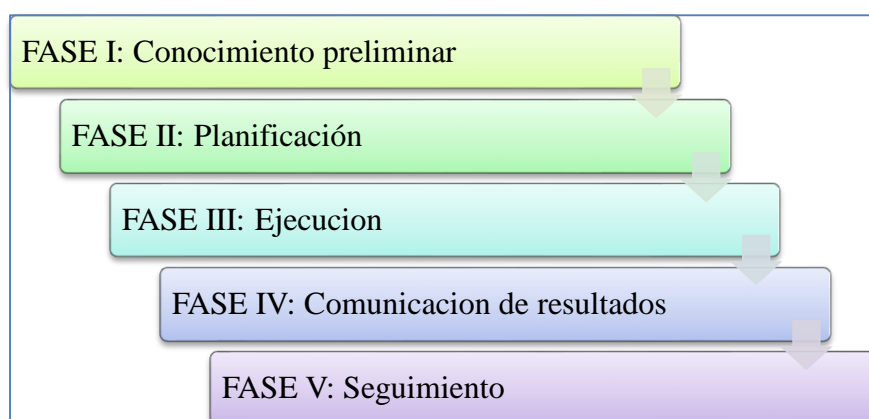 FASE I: Conocimiento preliminar
FASE II: Planificación
FASE III: Ejecucion
FASE IV: Comunicacion de resultados
FASE V: Seguimiento